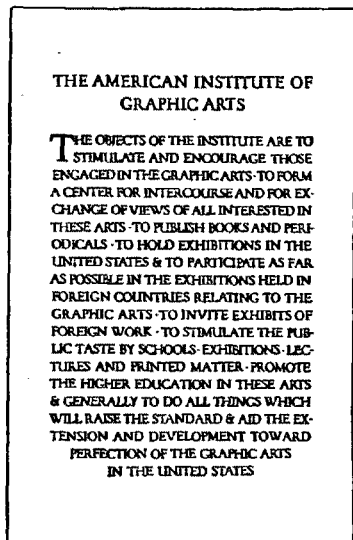 THE AMERICAN INSTITUTE OF
GRAPHIC ARTS
THE OBJECTS OF THE INSTITUTE ARE TO
STIMULATE AND ENCOURAGE THOSE
ENGAGED IN THE GRAPHIC ARTS · TO FORM
A CENTER FOR INTERCOURSE AND FOR EX-
CHANGE OF VIEWS OF ALL INTERESTED IN
THESE ARTS · TO PUBLISH BOOKS AND PERI-
ODICALS · TO HOLD EXHIBITIONS IN THE
UNITED STATES & TO PARTICIPATE AS FAR
AS POSSIBLE IN THE EXHIBITIONS HELD IN
FOREIGN COUNTRIES RELATING TO THE
GRAPHIC ARTS · TO INVITE EXHIBITS OF
FOREIGN WORK · TO STIMULATE THE PUB-
LIC TASTE BY SCHOOLS · EXHIBITIONS · LEC-
TURES AND PRINTED MATTER · PROMOTE
THE HIGHER EDUCATION IN THESE ARTS
& GENERALLY TO DO ALL THINGS WHICH
WILL RAISE THE STANDARD & AID THE EX-
TENSION AND DEVELOPMENT TOWARD
PERFECTION OF THE GRAPHIC ARTS
IN THE UNITED STATES